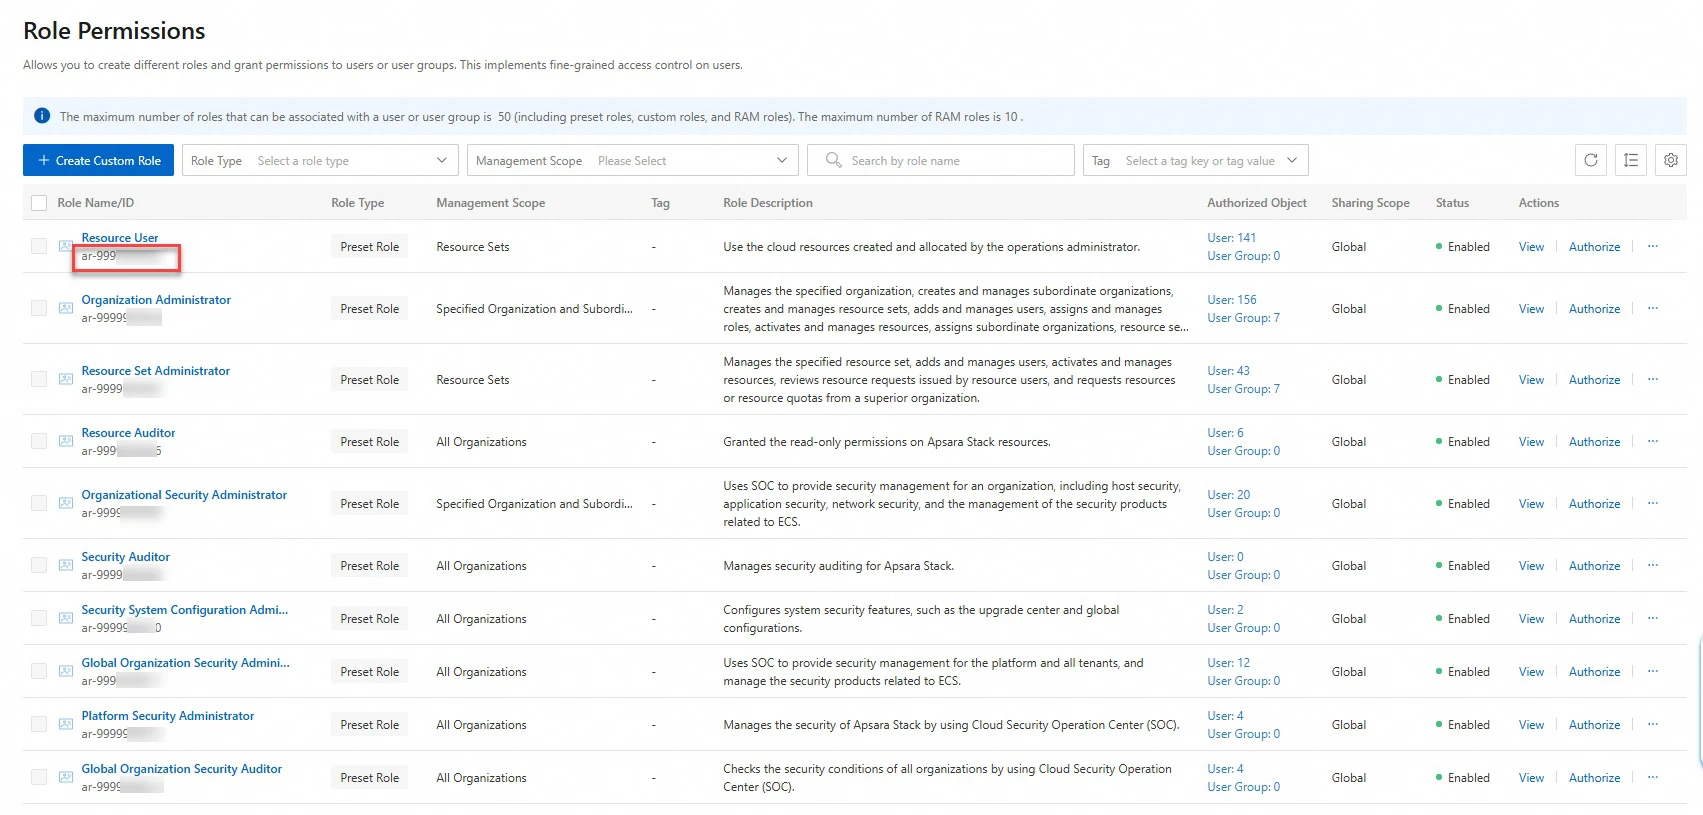 Role Permissions
Allows you to create different roles and grant permissions to users or user groups. This implements fine-grained access control on users.
The maximum number of roles that can be associated with a user or user group is 50 (including preset roles, custom roles, and RAM roles). The maximum number of RAM roles is 10 .
+ Create Custom Role Role Type Select a role type Management Scope Please Select Search by role name Tag Select a tag key or tag value
Role Name/ID Role Type Management Scope Tag Role Description Authorized Object Sharing Scope Status Actions
Resource User
ar-999
Preset Role Resource Sets - Use the cloud resources created and allocated by the operations administrator.
User: 141
User Group: 0
Global Enabled View Authorize ...
Organization Administrator
ar-99999
Preset Role Specified Organization and Subordi... -
Manages the specified organization, creates and manages subordinate organizations,
creates and manages resource sets, adds and manages users, assigns and manages
roles, activates and manages resources, assigns subordinate organizations, resource se...
User: 156
User Group: 7
Global Enabled View Authorize ...
Resource Set Administrator
ar-9999
Preset Role Resource Sets -
Manages the specified resource set, adds and manages users, activates and manages
resources, reviews resource requests issued by resource users, and requests resources
or resource quotas from a superior organization.
User: 43
User Group: 7
Global Enabled View Authorize ...
Resource Auditor
ar-9999 6
Preset Role All Organizations - Granted the read-only permissions on Apsara Stack resources.
User: 6
User Group: 0
Global Enabled View Authorize ...
Organizational Security Administrator
ar-9999
Preset Role Specified Organization and Subordi... -
Uses SOC to provide security management for an organization, including host security,
application security, network security, and the management of the security products
related to ECS.
User: 20
User Group: 0
Global Enabled View Authorize ...
Security Auditor
ar-9999
Preset Role All Organizations - Manages security auditing for Apsara Stack.
User: 0
User Group: 0
Global Enabled View Authorize ...
Security System Configuration Admi...
ar-99999 0
Preset Role All Organizations -
Configures system security features, such as the upgrade center and global
configurations.
User: 2
User Group: 0
Global Enabled View Authorize ...
Global Organization Security Admini...
ar-999
Preset Role All Organizations -
Uses SOC to provide security management for the platform and all tenants, and
manage the security products related to ECS.
User: 12
User Group: 0
Global Enabled View Authorize ...
Platform Security Administrator
ar-99999
Preset Role All Organizations - Manages the security of Apsara Stack by using Cloud Security Operation Center (SOC).
User: 4
User Group: 0
Global Enabled View Authorize ...
Global Organization Security Auditor
ar-9999
Preset Role All Organizations -
Checks the security conditions of all organizations by using Cloud Security Operation
Center (SOC).
User: 4
User Group: 0
Global Enabled View Authorize ...